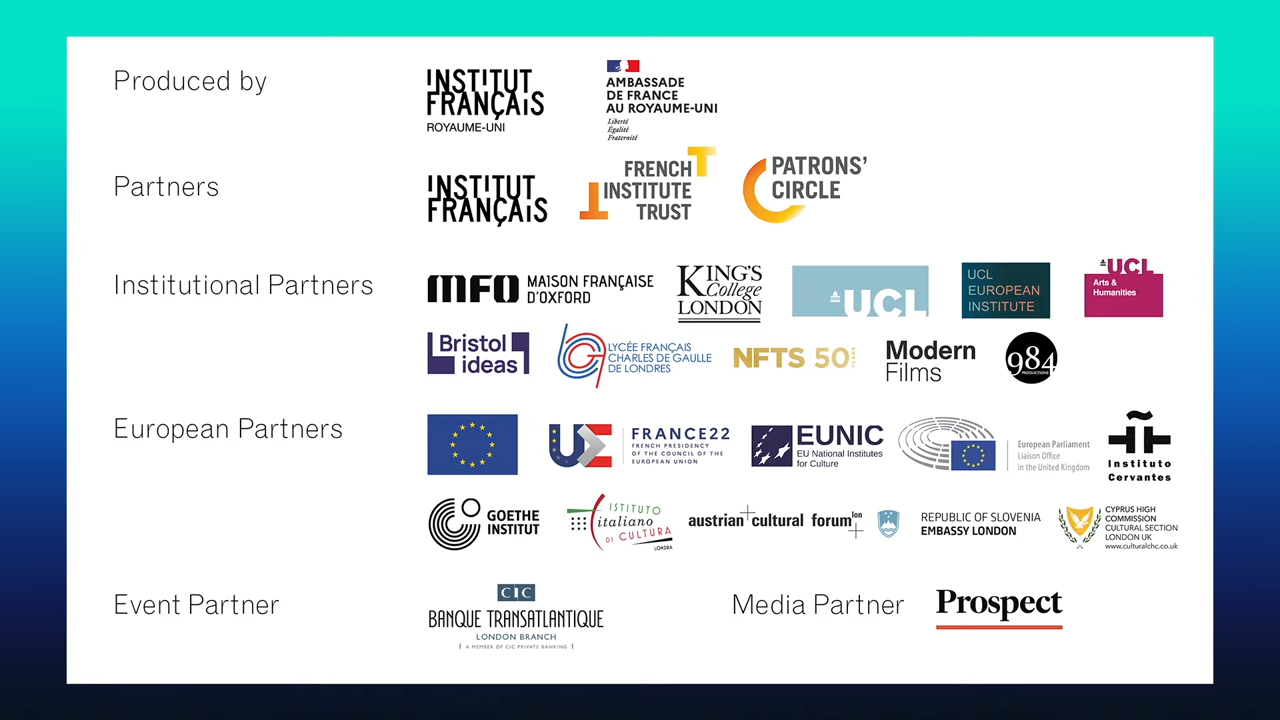 Produced by
INSTITUT
FRANÇAIS
ROYAUME-UNI
AMBASSADE
DE FRANCE
AU ROYAUME-UNI
Liberté
Égalité
Fraternité
Partners
INSTITUT
FRANÇAIS
FRENCH
INSTITUTE
TRUST
PATRONS'
CIRCLE
Institutional Partners
MFO
MAISON FRANÇAISE
D'OXFORD
KING'S
College
LONDON
UCL
UCL
EUROPEAN
INSTITUTE
UCL
Arts &
Humanities
Bristol
ideas
LYCÉE FRANÇAIS
CHARLES DE GAULLE
DE LONDRES
NFTS 50
Modern
Films
984
PRODUCTIONS
European Partners
UE
FRANCE22
FRENCH PRESIDENCY
OF THE COUNCIL OF THE
EUROPEAN UNION
EUNIC
EU National Institutes
for Culture
European Parliament
Liaison Office
in the United Kingdom
Instituto
Cervantes
GOETHE
INSTITUT
ISTITUTO
italiano
DI CULTURA
LONDRA
austrian cultural forum lon
REPUBLIC OF SLOVENIA
EMBASSY LONDON
CYPRUS HIGH
COMMISSION
CULTURAL SECTION
LONDON UK
www.culturalchc.co.uk
Event Partner
CIC
BANQUE TRANSATLANTIQUE
LONDON BRANCH
A MEMBER OF CIC PRIVATE BANKING
Media Partner
Prospect